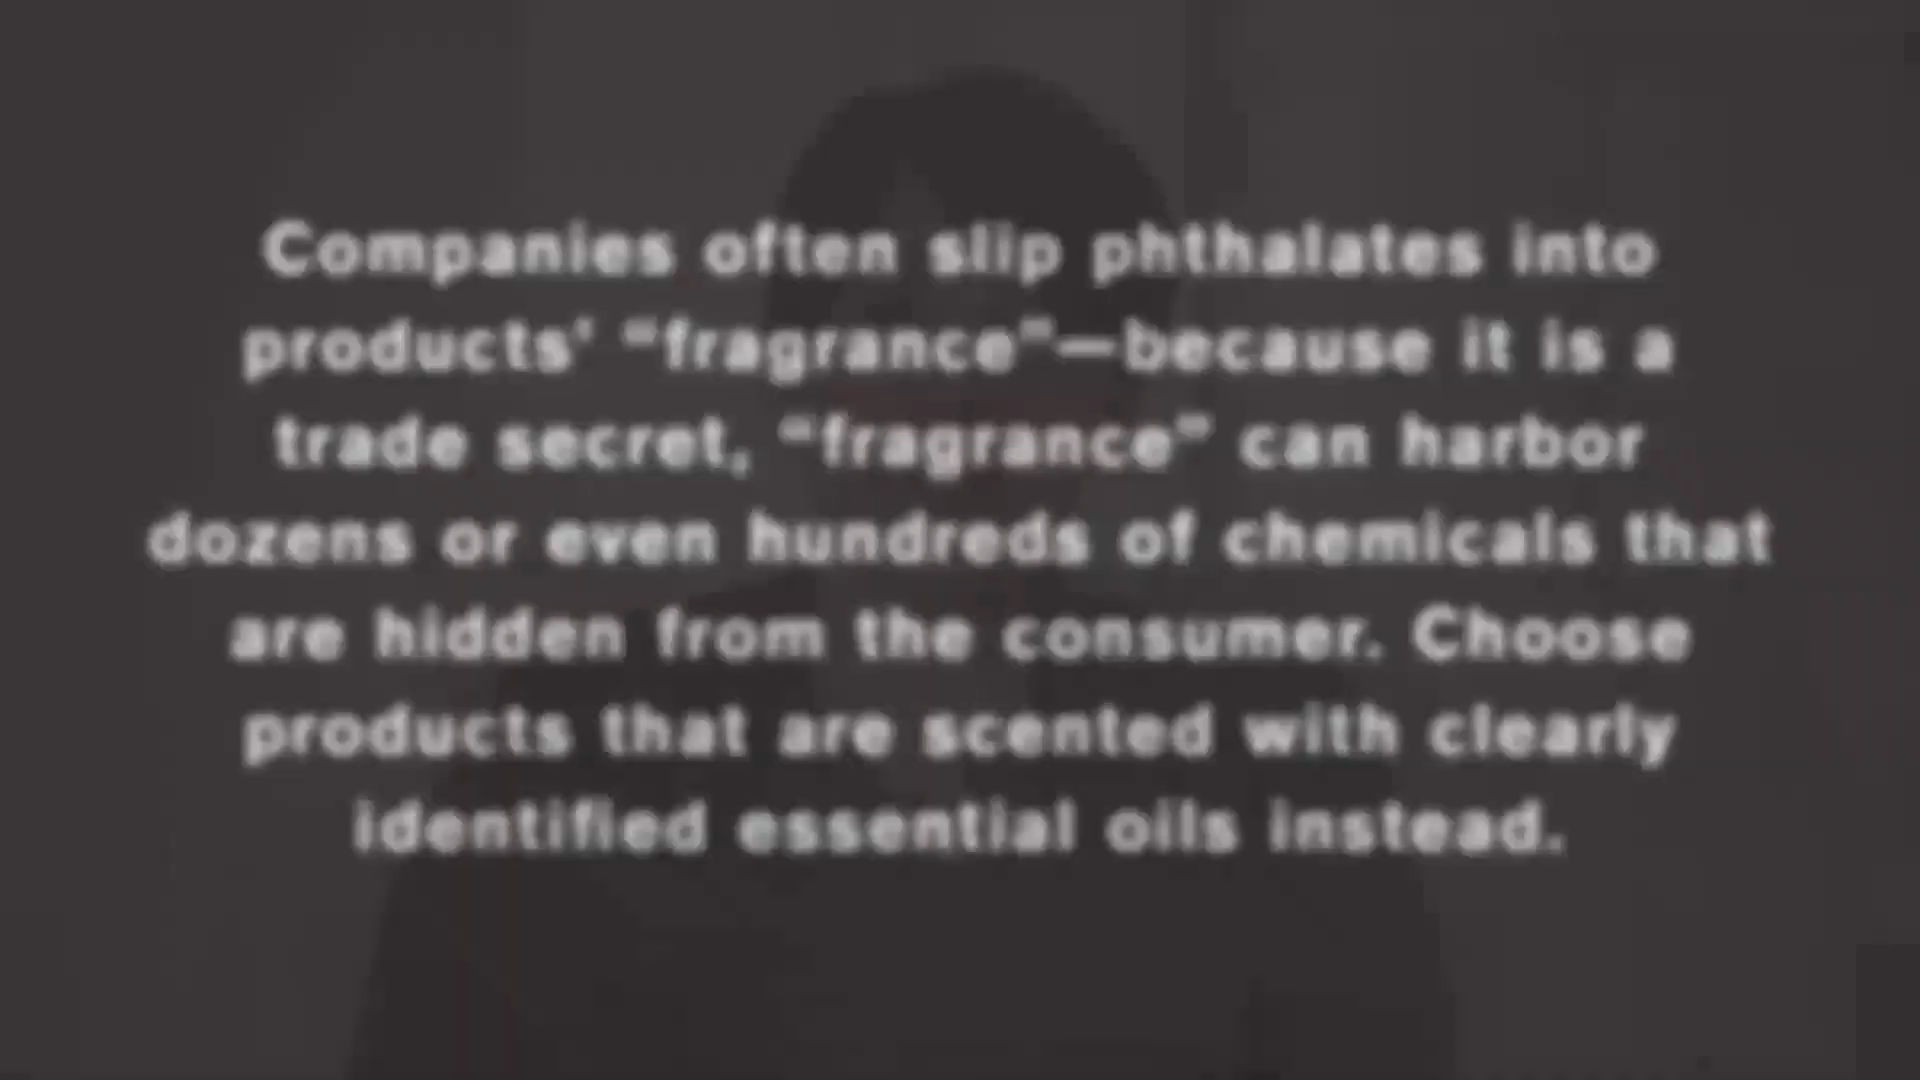 Companies often slip phthalates into
products' “fragrance”—because it is a
trade secret, “fragrance” can harbor
dozens or even hundreds of chemicals that
are hidden from the consumer. Choose
products that are scented with clearly
identified essential oils instead.